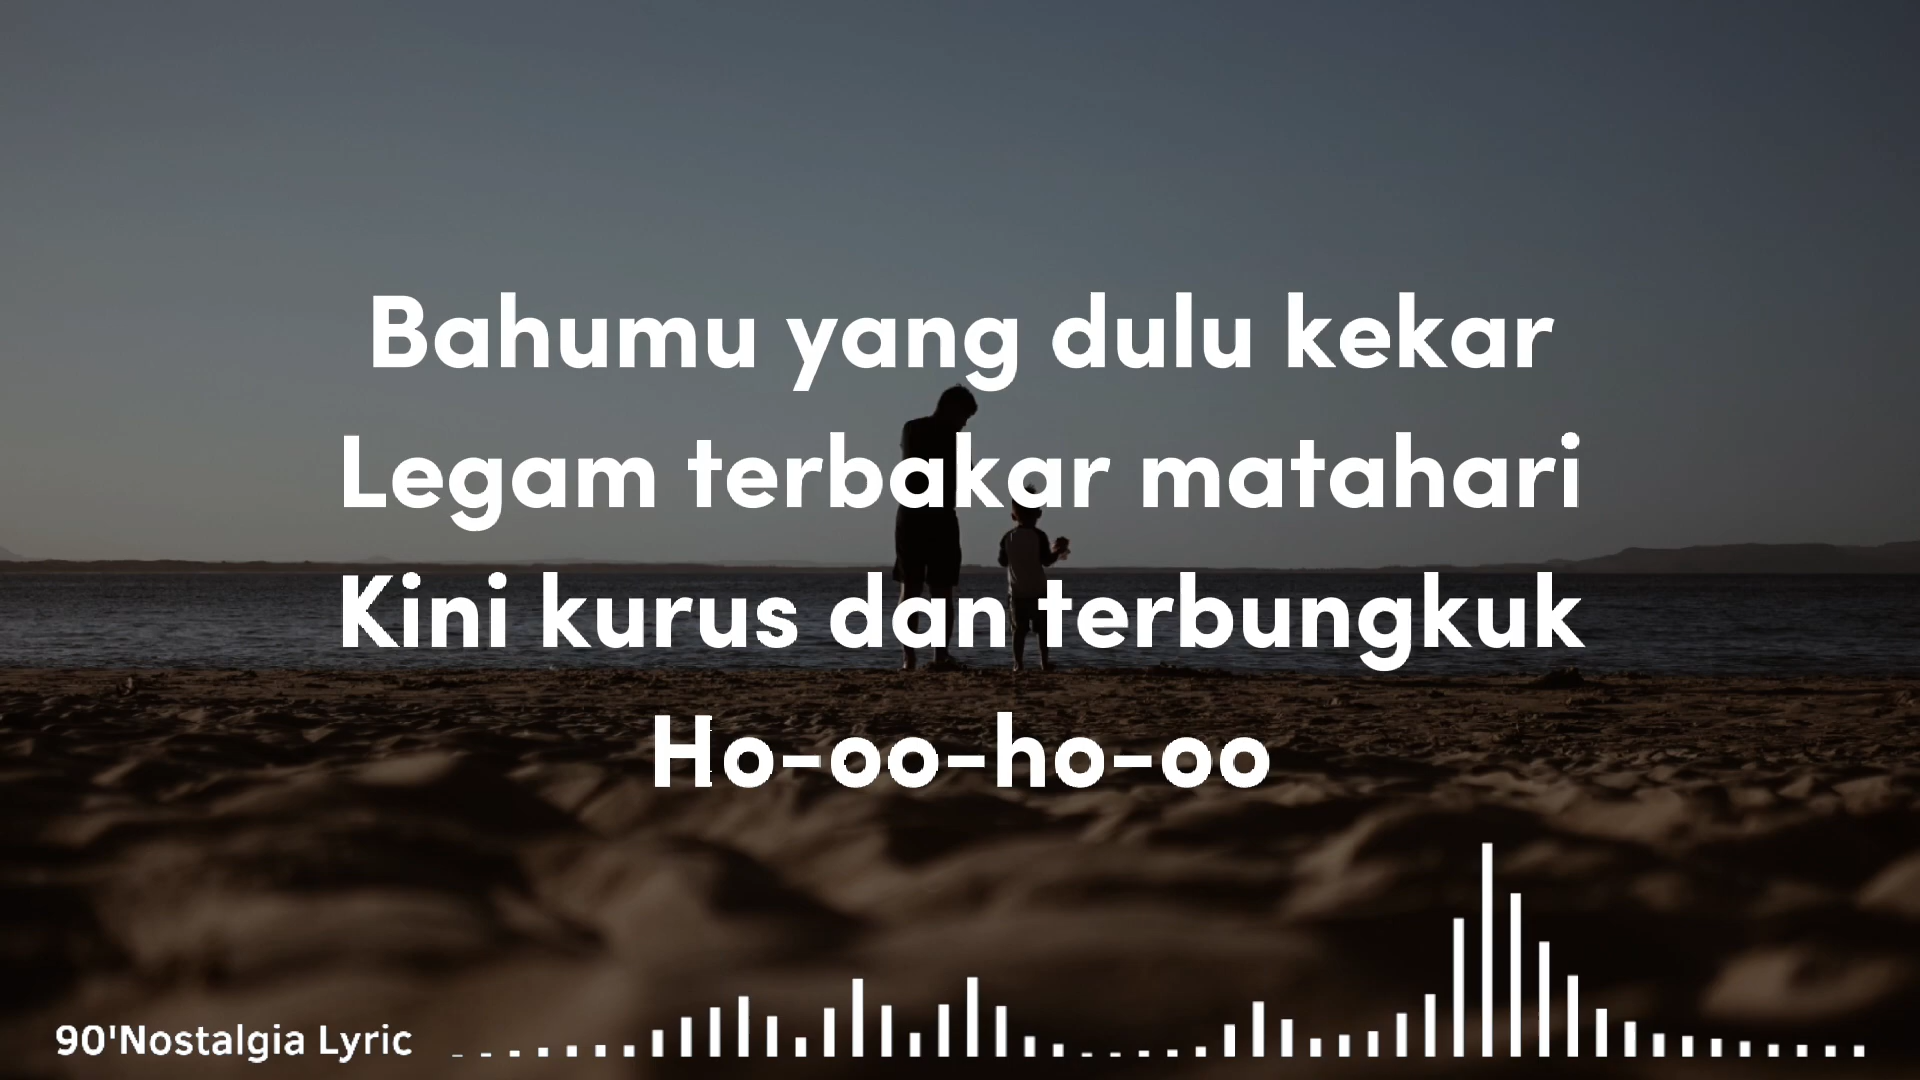 Bahumu yang dulu kekar
Legam terbakar matahari
Kini kurus dan terbungkuk
Ho-oo-ho-oo
90'Nostalgia Lyric